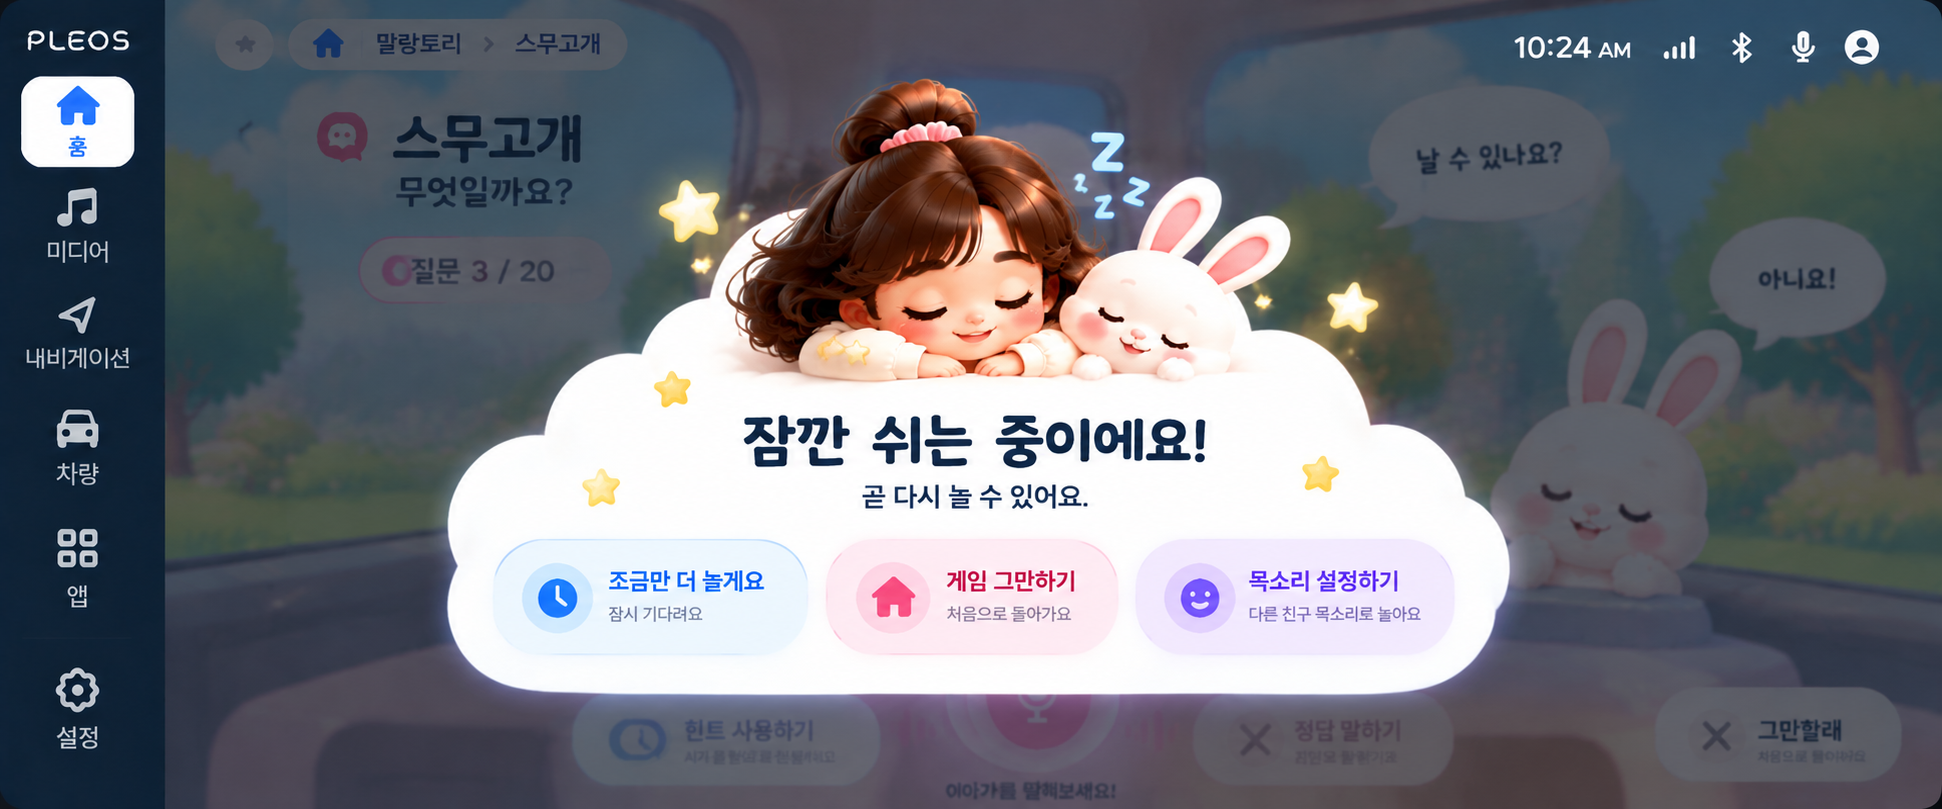 PLEOS
홈
미디어
내비게이션
차량
앱
설정
말랑토리 > 스무고개
10:24 AM
스무고개
무엇일까요?
질문 3 / 20
날 수 있나요?
아니요!
z z z z
잠깐 쉬는 중이에요!
곧 다시 놀 수 있어요.
조금만 더 놀게요
잠시 기다려요
게임 그만하기
처음으로 돌아가요
목소리 설정하기
다른 친구 목소리로 놀아요
힌트 사용하기
정답 말하기
그만할래